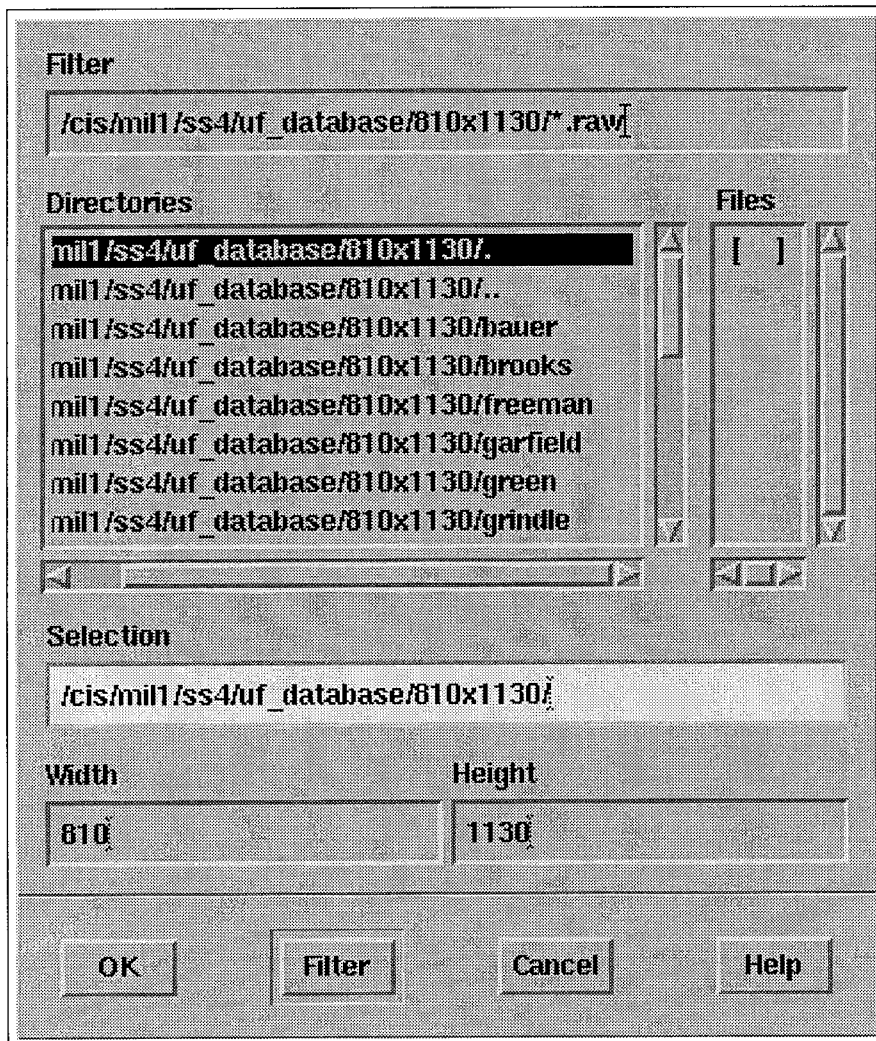 Filter
/cis/mil1/ss4/uf_database/810x1130/*.raw
Directories
Files
mil1/ss4/uf_database/810x1130/.
[ ]
mil1/ss4/uf_database/810x1130/..
mil1/ss4/uf_database/810x1130/bauer
mil1/ss4/uf_database/810x1130/brooks
mil1/ss4/uf_database/810x1130/freeman
mil1/ss4/uf_database/810x1130/garfield
mil1/ss4/uf_database/810x1130/green
mil1/ss4/uf_database/810x1130/grindle
Selection
/cis/mil1/ss4/uf_database/810x1130/
Width
Height
810
1130
OK
Filter
Cancel
Help